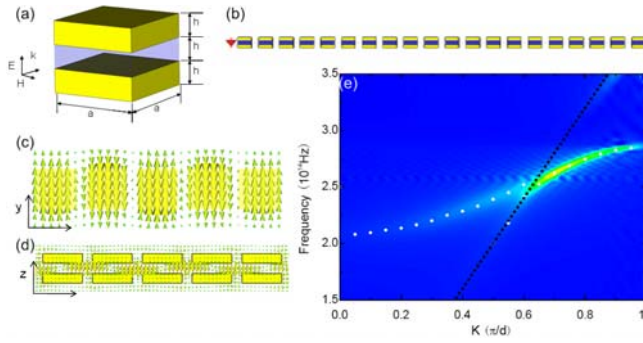 (a)
h
h
h
E
k
H
a
a
(b)
(c)
y
(d)
z
(e)
3.5
3.0
2.5
2.0
1.5
Frequency (10¹⁴Hz)
0.0 0.2 0.4 0.6 0.8 1.0
K (π/d)